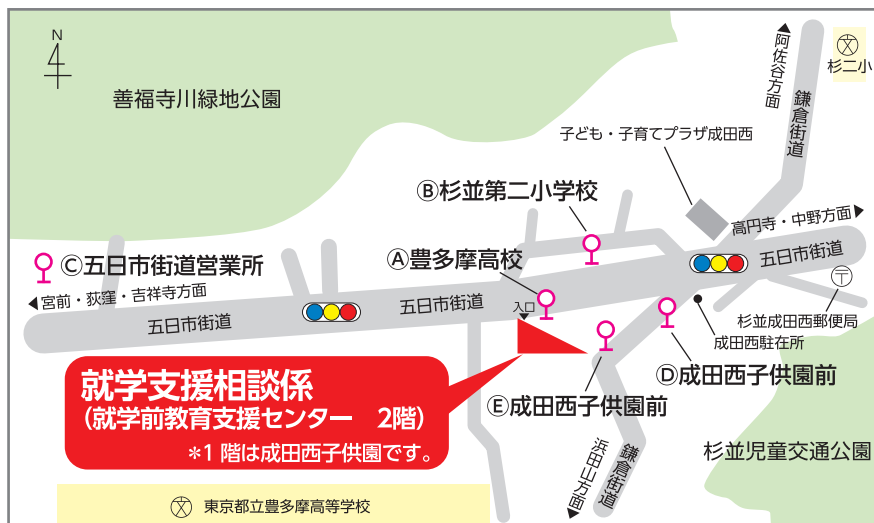 N
善福寺川緑地公園
阿佐谷方面
文
杉二小
鎌倉街道
子ども・子育てプラザ成田西
Ⓑ杉並第二小学校
高円寺・中野方面
五日市街道
Ⓒ五日市街道営業所
Ⓐ豊多摩高校
宮前・荻窪・吉祥寺方面
五日市街道
五日市街道
入口
〒
杉並成田西郵便局
成田西駐在所
就学支援相談係
(就学前教育支援センター 2階)
*1階は成田西子供園です。
Ⓓ成田西子供園前
Ⓔ成田西子供園前
浜田山方面
鎌倉街道
杉並児童交通公園
文 東京都立豊多摩高等学校